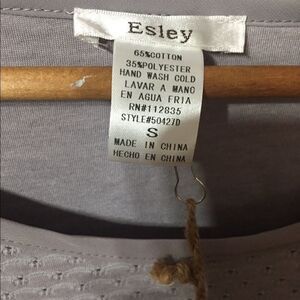 Esley
65%COTTON
35%POLYESTER
HAND WASH COLD
LAVAR A MANO
EN AGUA FRIA
RN#112835
STYLE#50427D
S
MADE IN CHINA
HECHO EN CHINA